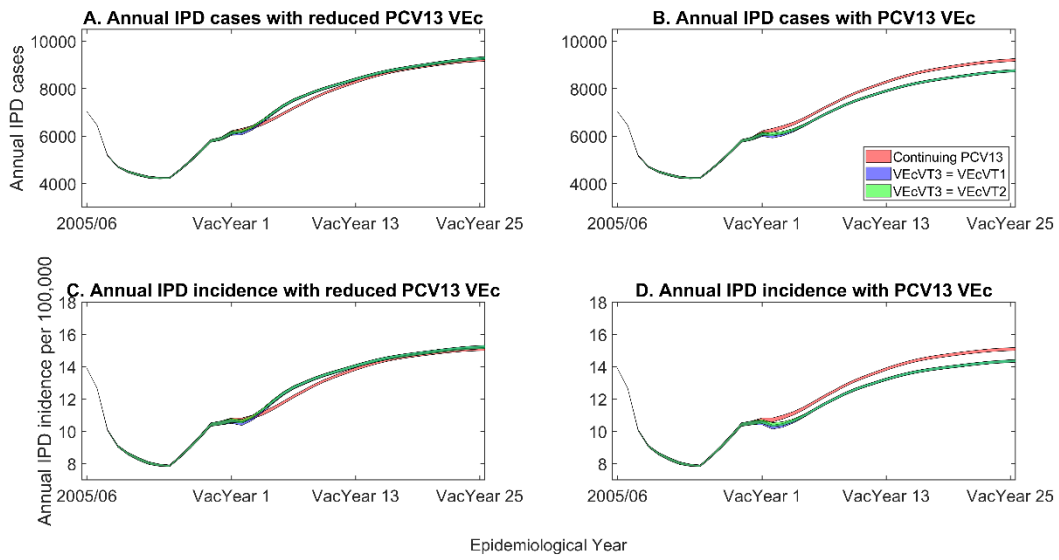 A. Annual IPD cases with reduced PCV13 VEc
Annual IPD cases
10000
8000
6000
4000
2005/06
VacYear 1
VacYear 13
VacYear 25
B. Annual IPD cases with PCV13 VEc
10000
8000
6000
4000
Continuing PCV13
VEcVT3 = VEcVT1
VEcVT3 = VEcVT2
2005/06
VacYear 1
VacYear 13
VacYear 25
C. Annual IPD incidence with reduced PCV13 VEc
Annual IPD inidence per 100,000
18
16
14
12
10
8
2005/06
VacYear 1
VacYear 13
VacYear 25
D. Annual IPD incidence with PCV13 VEc
18
16
14
12
10
8
2005/06
VacYear 1
VacYear 13
VacYear 25
Epidemiological Year